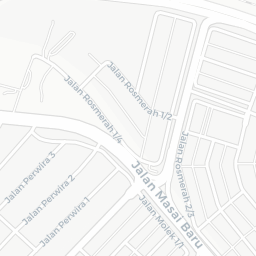 Jalan Rosmerah 1/2
Jalan Rosmerah 1/4
Jalan Rosmerah 2/3
Jalan Perwira 3
Jalan Perwira 2
Jalan Perwira 1
Jalan Masai Baru
Jalan Molek 1/1